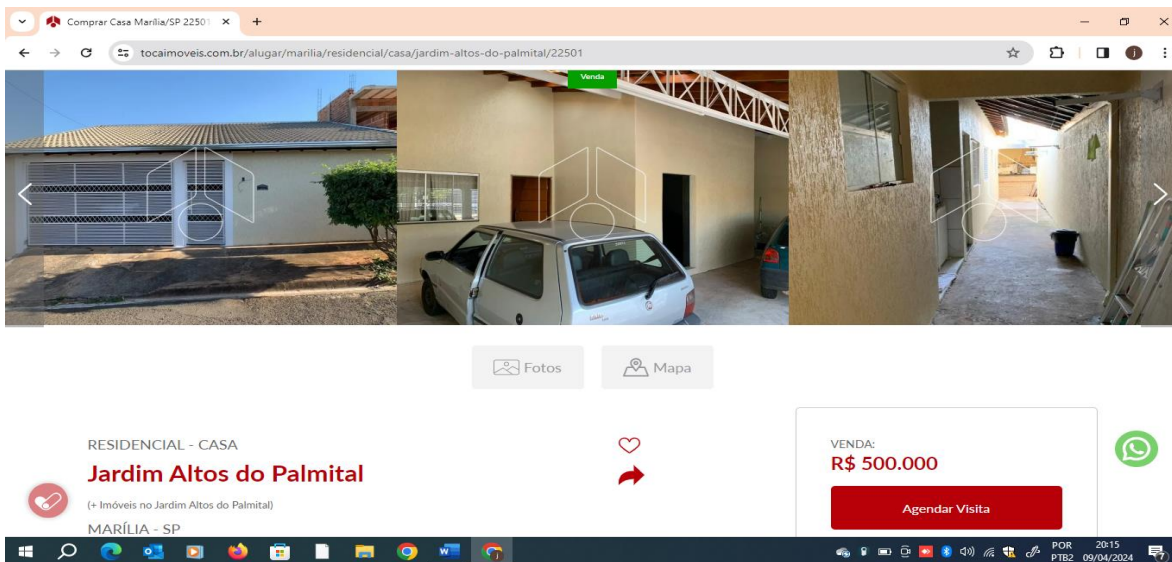 Comprar Casa Marília/SP 22501
tocaimoveis.com.br/alugar/marilia/residencial/casa/jardim-altos-do-palmital/22501
Venda
Fotos
Mapa
RESIDENCIAL - CASA
Jardim Altos do Palmital
(+ Imóveis no Jardim Altos do Palmital)
MARÍLIA - SP
VENDA:
R$ 500.000
Agendar Visita
POR
PTB2
20:15
09/04/2024